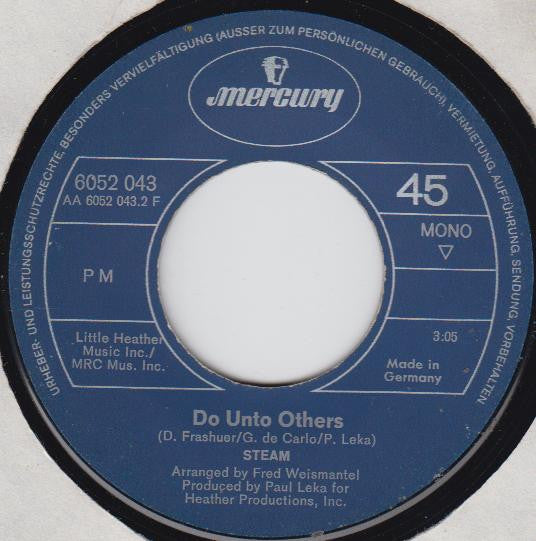 URHEBER- UND LEISTUNGSSCHUTZRECHTE, BESONDERS VERVIELFÄLTIGUNG (AUSSER ZUM PERSÖNLICHEN GEBRAUCH), VERMIETUNG, AUFFÜHRUNG, SENDUNG, VORBEHALTEN
mercury
6052 043
AA 6052 043.2 F
45
MONO
P M
Little Heather
Music Inc./
MRC Mus. Inc.
3:05
Made in
Germany
Do Unto Others
(D. Frashuer/G. de Carlo/P. Leka)
STEAM
Arranged by Fred Weismantel
Produced by Paul Leka for
Heather Productions, Inc.